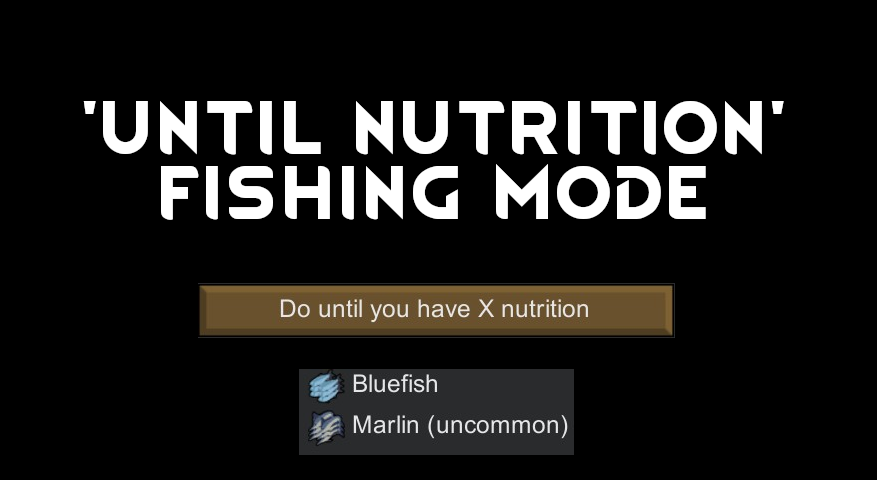 'UNTIL NUTRITION'
FISHING MODE
Do until you have X nutrition
Bluefish
Marlin (uncommon)